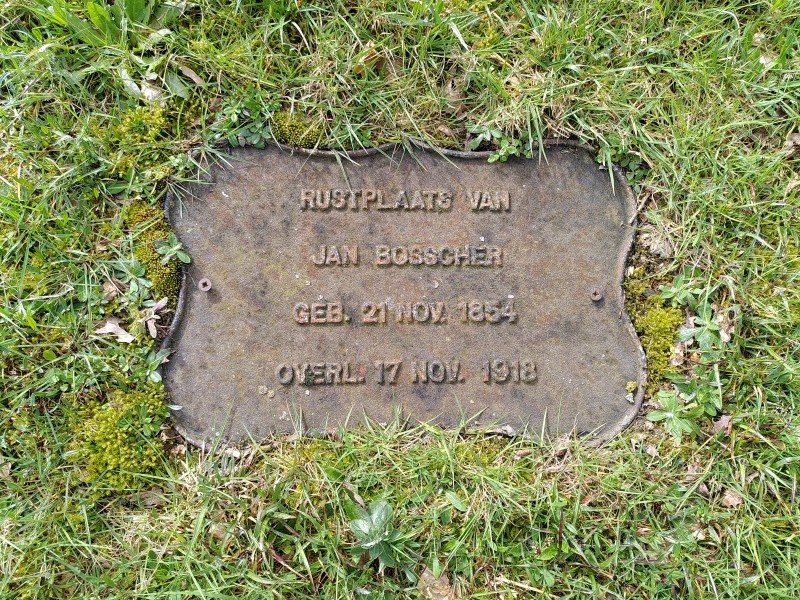 RUSTPLAATS VAN
JAN BOSSCHER
GEB. 21 NOV. 1854
OVERL. 17 NOV. 1918